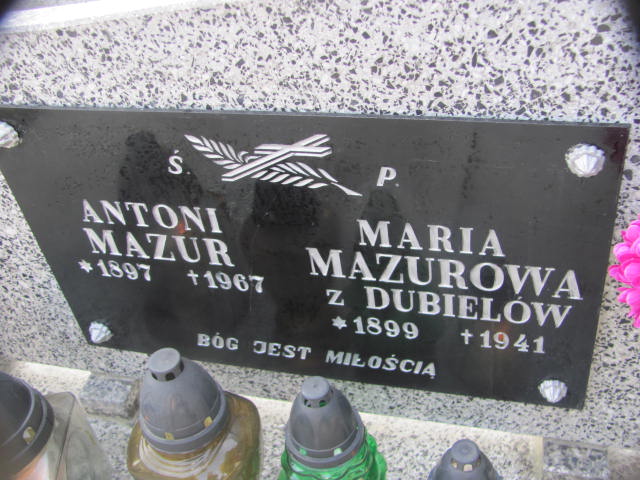 Ś. P.
ANTONI
MAZUR
*1897 †1967
MARIA
MAZUROWA
Z DUBIELÓW
*1899 †1941
BÓG JEST MIŁOŚCIĄ